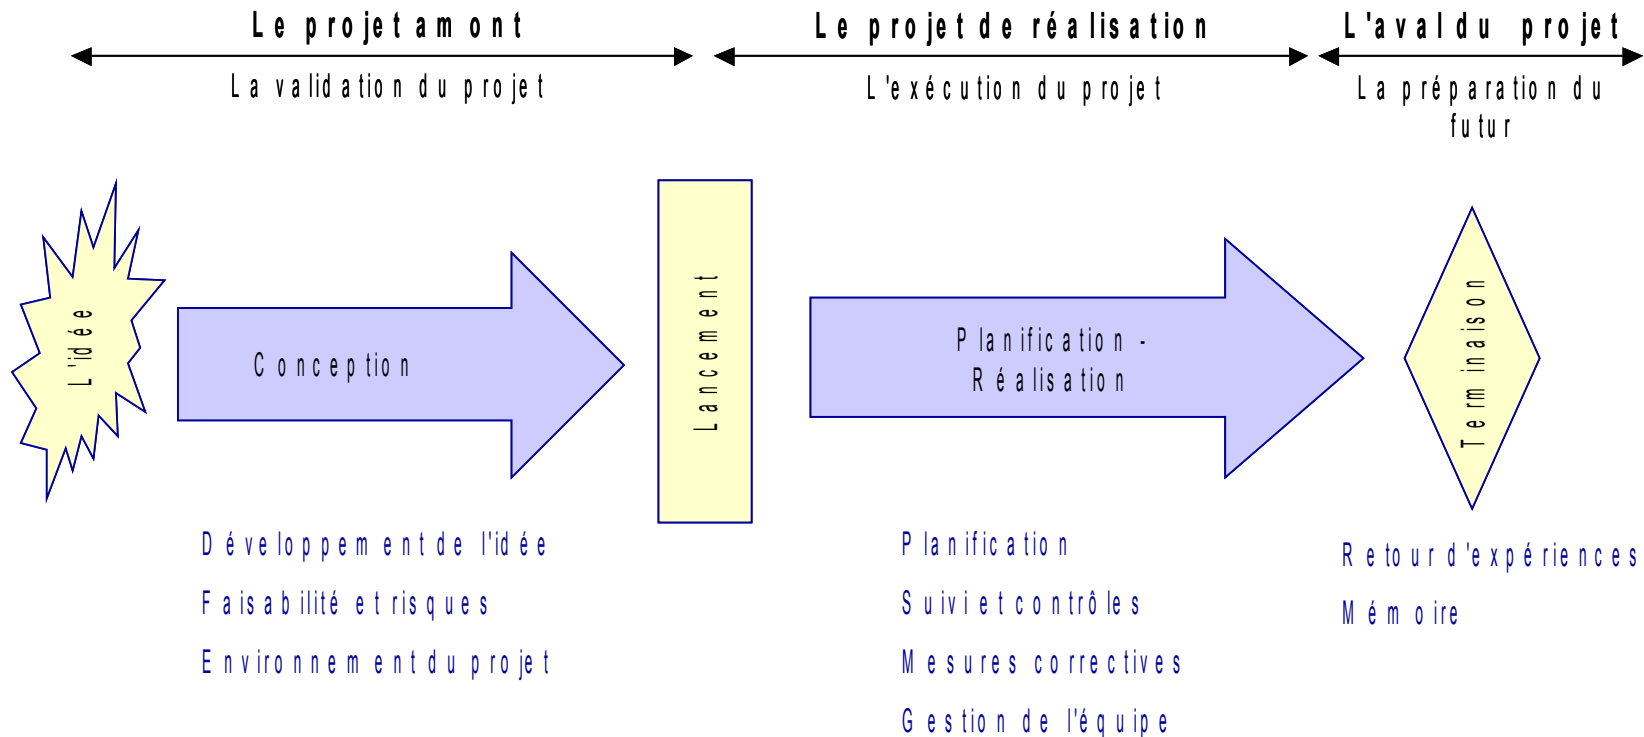 Le projet amont
La validation du projet
Le projet de réalisation
L'exécution du projet
L'aval du projet
La préparation du
futur
L'idée
Conception
Lancement
Planification -
Réalisation
Terminaison
Développement de l'idée
Faisabilité et risques
Environnement du projet
Planification
Suivi et contrôles
Mesures correctives
Gestion de l'équipe
Retour d'expériences
Mémoire